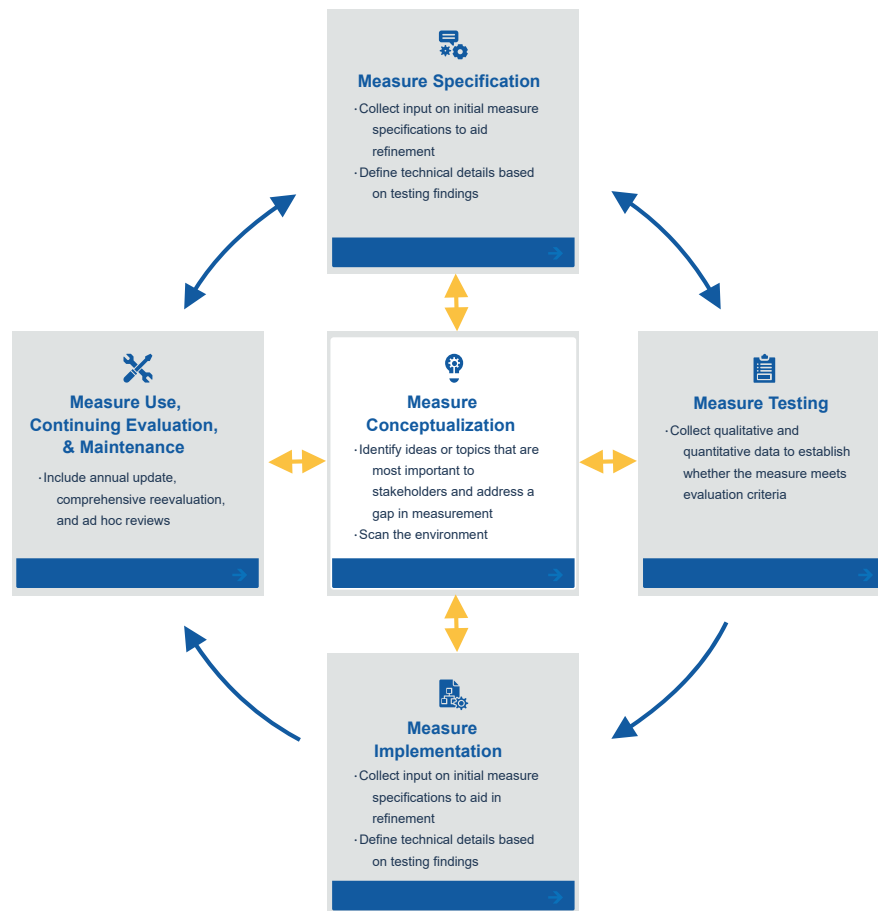 Measure Specification
·Collect input on initial measure
specifications to aid
refinement
·Define technical details based
on testing findings
Measure Use,
Continuing Evaluation,
& Maintenance
·Include annual update,
comprehensive reevaluation,
and ad hoc reviews
Measure
Conceptualization
·Identify ideas or topics that are
most important to
stakeholders and address a
gap in measurement
·Scan the environment
Measure Testing
·Collect qualitative and
quantitative data to establish
whether the measure meets
evaluation criteria
Measure
Implementation
·Collect input on initial measure
specifications to aid in
refinement
·Define technical details based
on testing findings